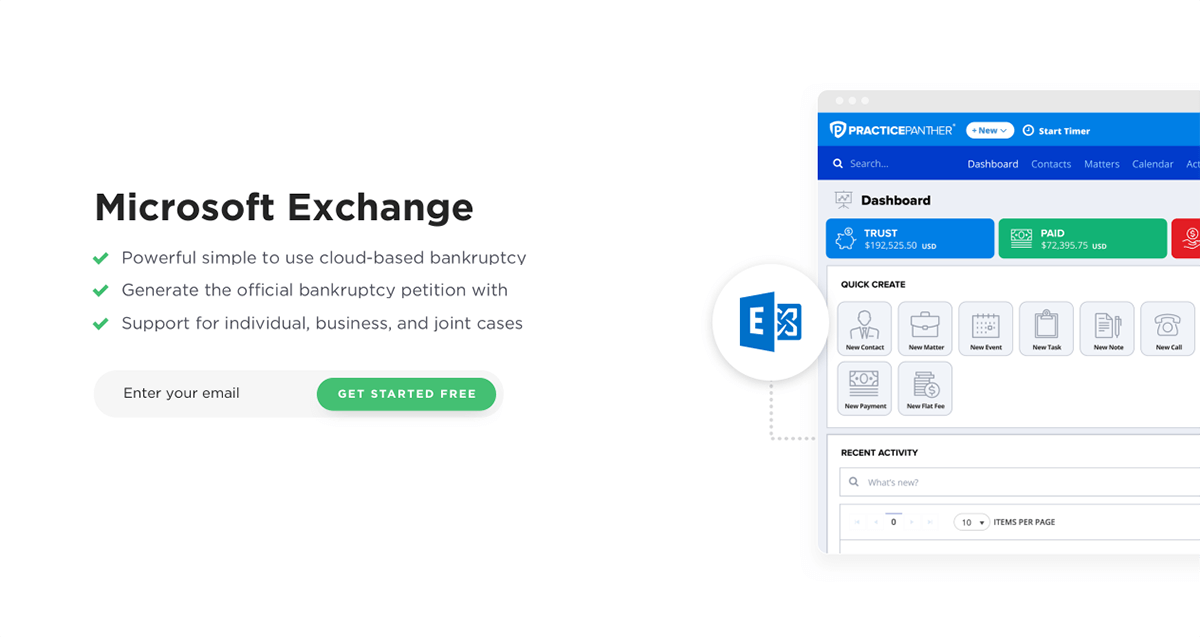 Microsoft Exchange
Powerful simple to use cloud-based bankruptcy
Generate the official bankruptcy petition with
Support for individual, business, and joint cases
Enter your email
GET STARTED FREE
E
PRACTICEPANTHER
+ New
Start Timer
Search...
Dashboard Contacts Matters Calendar
Dashboard
TRUST
$192,525.50 USD
PAID
$72,395.75 USD
QUICK CREATE
New Contact
New Matter
New Event
New Task
New Note
New Call
New Payment
New Flat Fee
RECENT ACTIVITY
What's new?
0
10
ITEMS PER PAGE